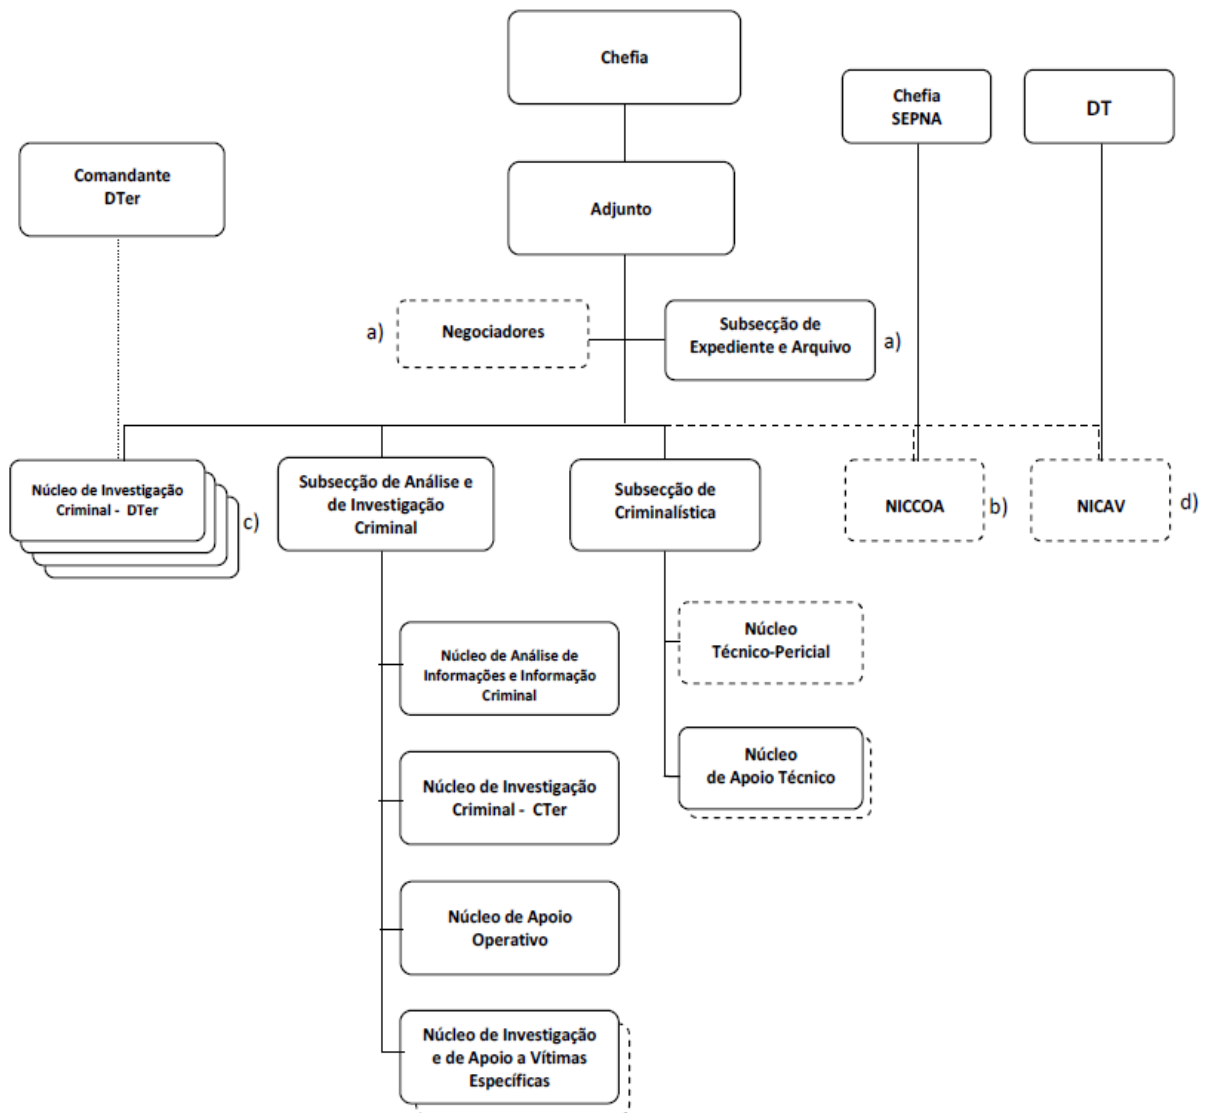 Chefia
Chefia
SEPNA
DT
Comandante
DTer
Adjunto
a)
Negociadores
Subsecção de
Expediente e Arquivo
a)
Núcleo de Investigação
Criminal - DTer
c)
Subsecção de Análise e
de Investigação
Criminal
Subsecção de
Criminalística
NICCOA
b)
NICAV
d)
Núcleo de Análise de
Informações e Informação
Criminal
Núcleo
Técnico-Pericial
Núcleo de Investigação
Criminal - CTer
Núcleo
de Apoio Técnico
Núcleo de Apoio
Operativo
Núcleo de Investigação
e de Apoio a Vítimas
Específicas